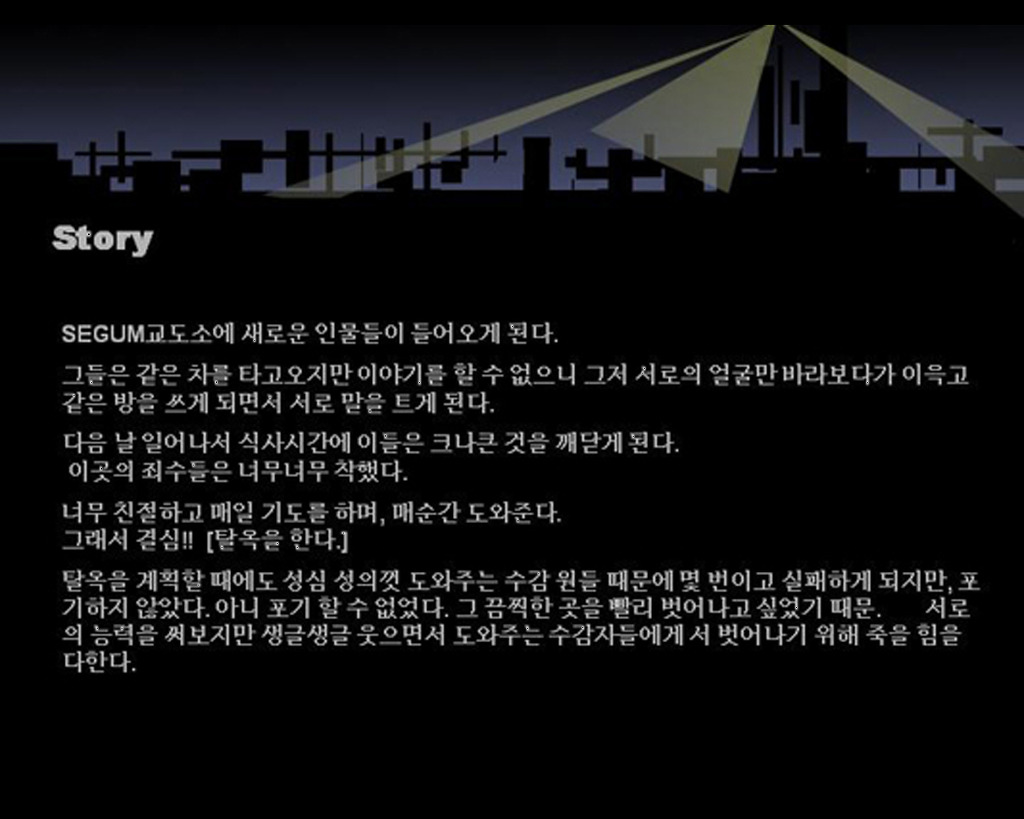 Story
SEGUM교도소에 새로운 인물들이 들어오게 된다.
그들은 같은 차를 타고오지만 이야기를 할 수 없으니 그저 서로의 얼굴만 바라보다가 이윽고
같은 방을 쓰게 되면서 서로 말을 트게 된다.
다음 날 일어나서 식사시간에 이들은 크나큰 것을 깨닫게 된다.
이곳의 죄수들은 너무너무 착했다.
너무 친절하고 매일 기도를 하며, 매순간 도와준다.
그래서 결심!! [탈옥을 한다.]
탈옥을 계획할 때에도 성심 성의껏 도와주는 수감 원들 때문에 몇 번이고 실패하게 되지만, 포
기하지 않았다. 아니 포기 할 수 없었다. 그 끔찍한 곳을 빨리 벗어나고 싶었기 때문. 서로
의 능력을 써보지만 생글생글 웃으면서 도와주는 수감자들에게 서 벗어나기 위해 죽을 힘을
다한다.